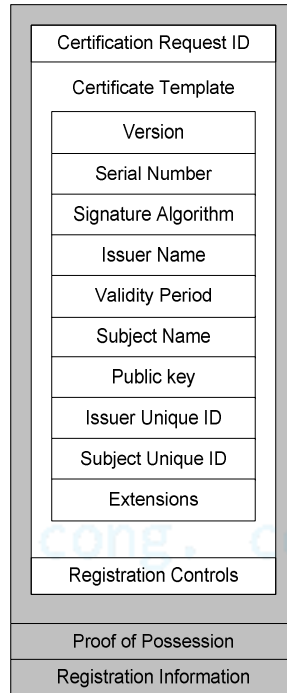 Certification Request ID
Certificate Template
Version
Serial Number
Signature Algorithm
Issuer Name
Validity Period
Subject Name
Public key
Issuer Unique ID
Subject Unique ID
Extensions
cong. c
Registration Controls
Proof of Possession
Registration Information